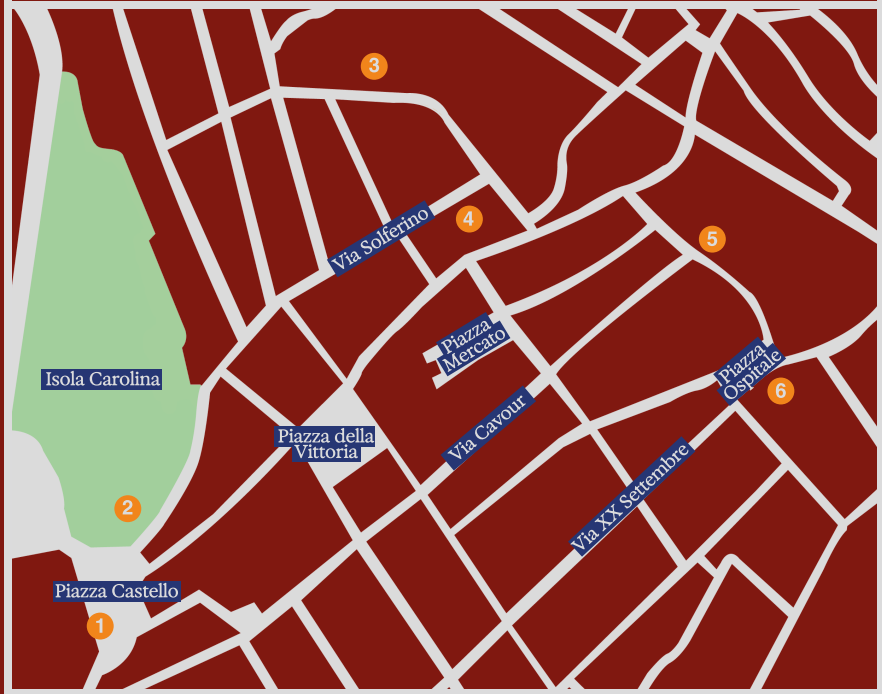 3
Via Solferino
4
5
Piazza
Mercato
Piazza
Ospitale
6
Isola Carolina
Via Cavour
Piazza della
Vittoria
Via XX Settembre
2
Piazza Castello
1